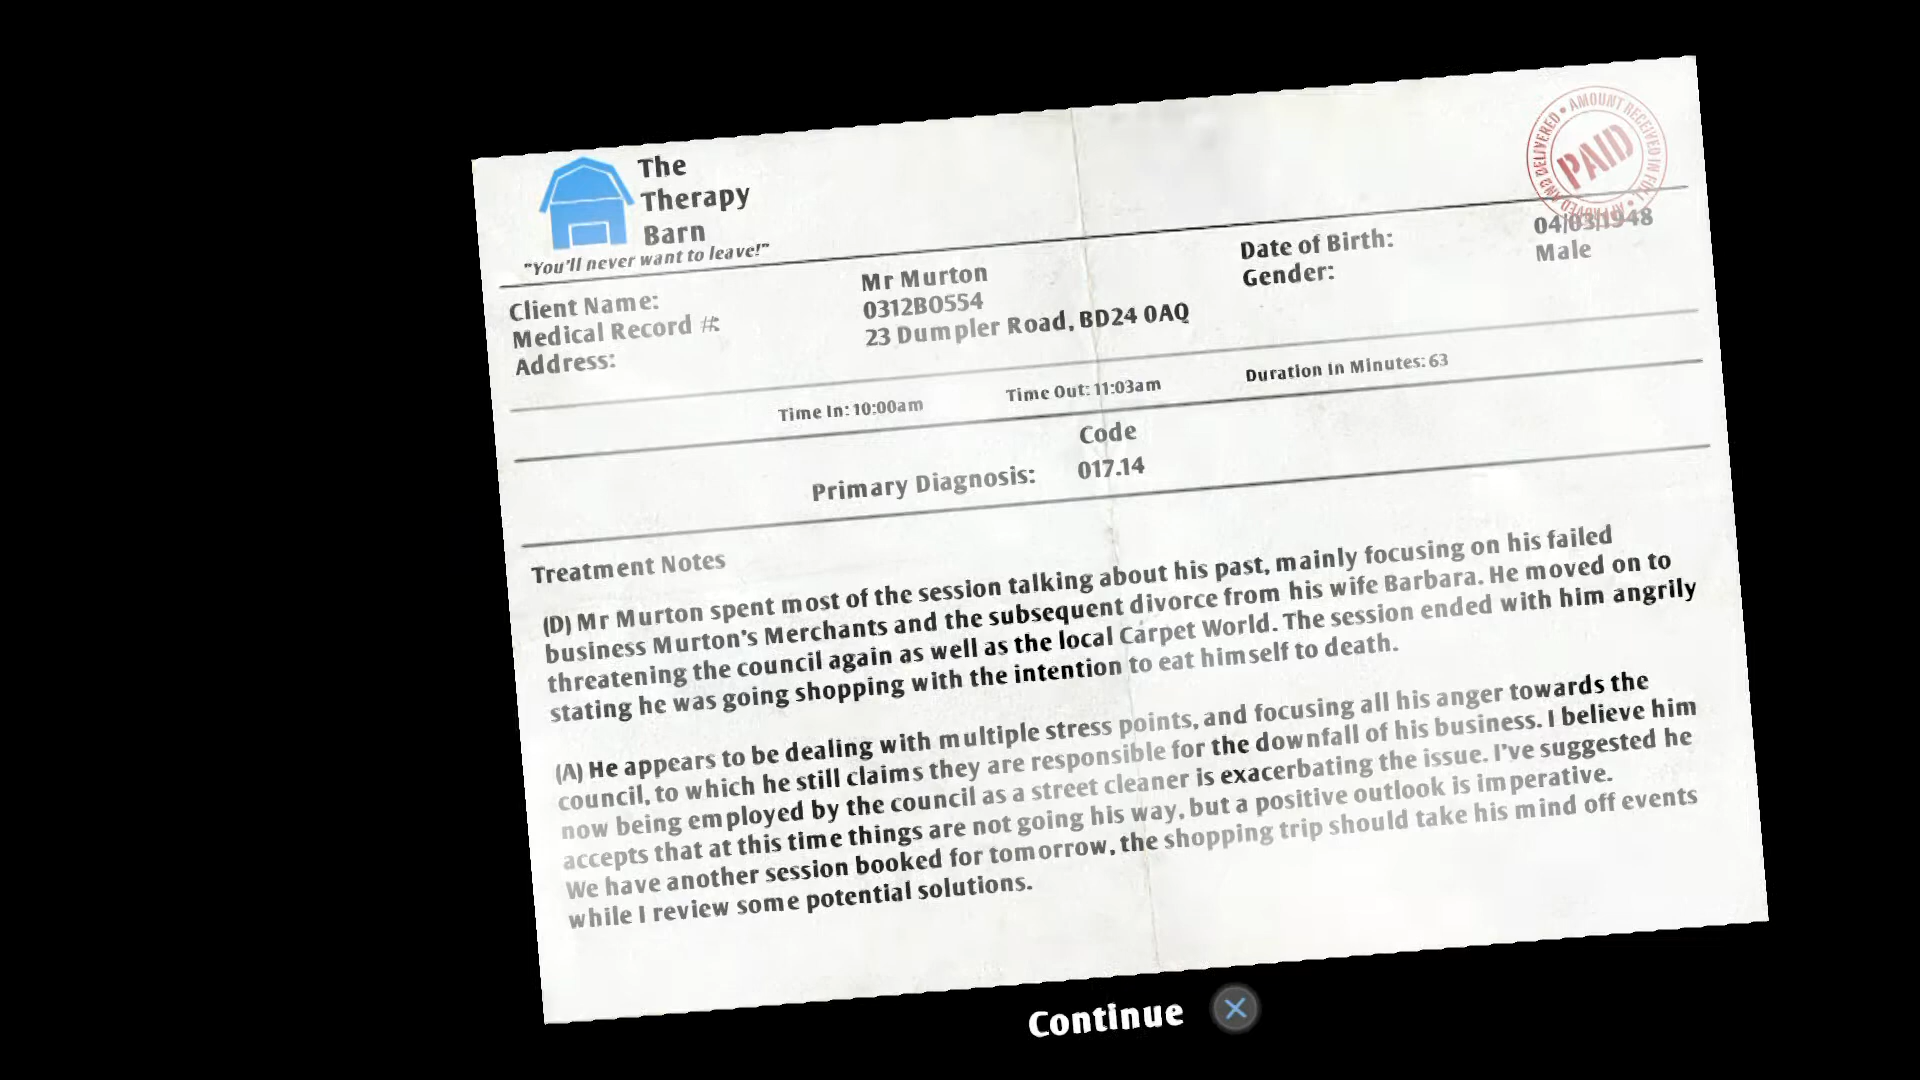 The
Therapy
Barn
"You'll never want to leave!"
AMOUNT RECEIVED IN FULL • APPROVED AND DELIVERED •
PAID
Client Name: Mr Murton Date of Birth: 04/03/1948
Medical Record #: 0312B0554 Gender: Male
Address: 23 Dumpler Road, BD24 0AQ
Time In: 10:00am Time Out: 11:03am Duration In Minutes: 63
Code
Primary Diagnosis: 017.14
Treatment Notes
(D) Mr Murton spent most of the session talking about his past, mainly focusing on his failed
business Murton's Merchants and the subsequent divorce from his wife Barbara. He moved on to
threatening the council again as well as the local Carpet World. The session ended with him angrily
stating he was going shopping with the intention to eat himself to death.
(A) He appears to be dealing with multiple stress points, and focusing all his anger towards the
council, to which he still claims they are responsible for the downfall of his business. I believe him
now being employed by the council as a street cleaner is exacerbating the issue. I've suggested he
accepts that at this time things are not going his way, but a positive outlook is imperative.
We have another session booked for tomorrow, the shopping trip should take his mind off events
while I review some potential solutions.
Continue